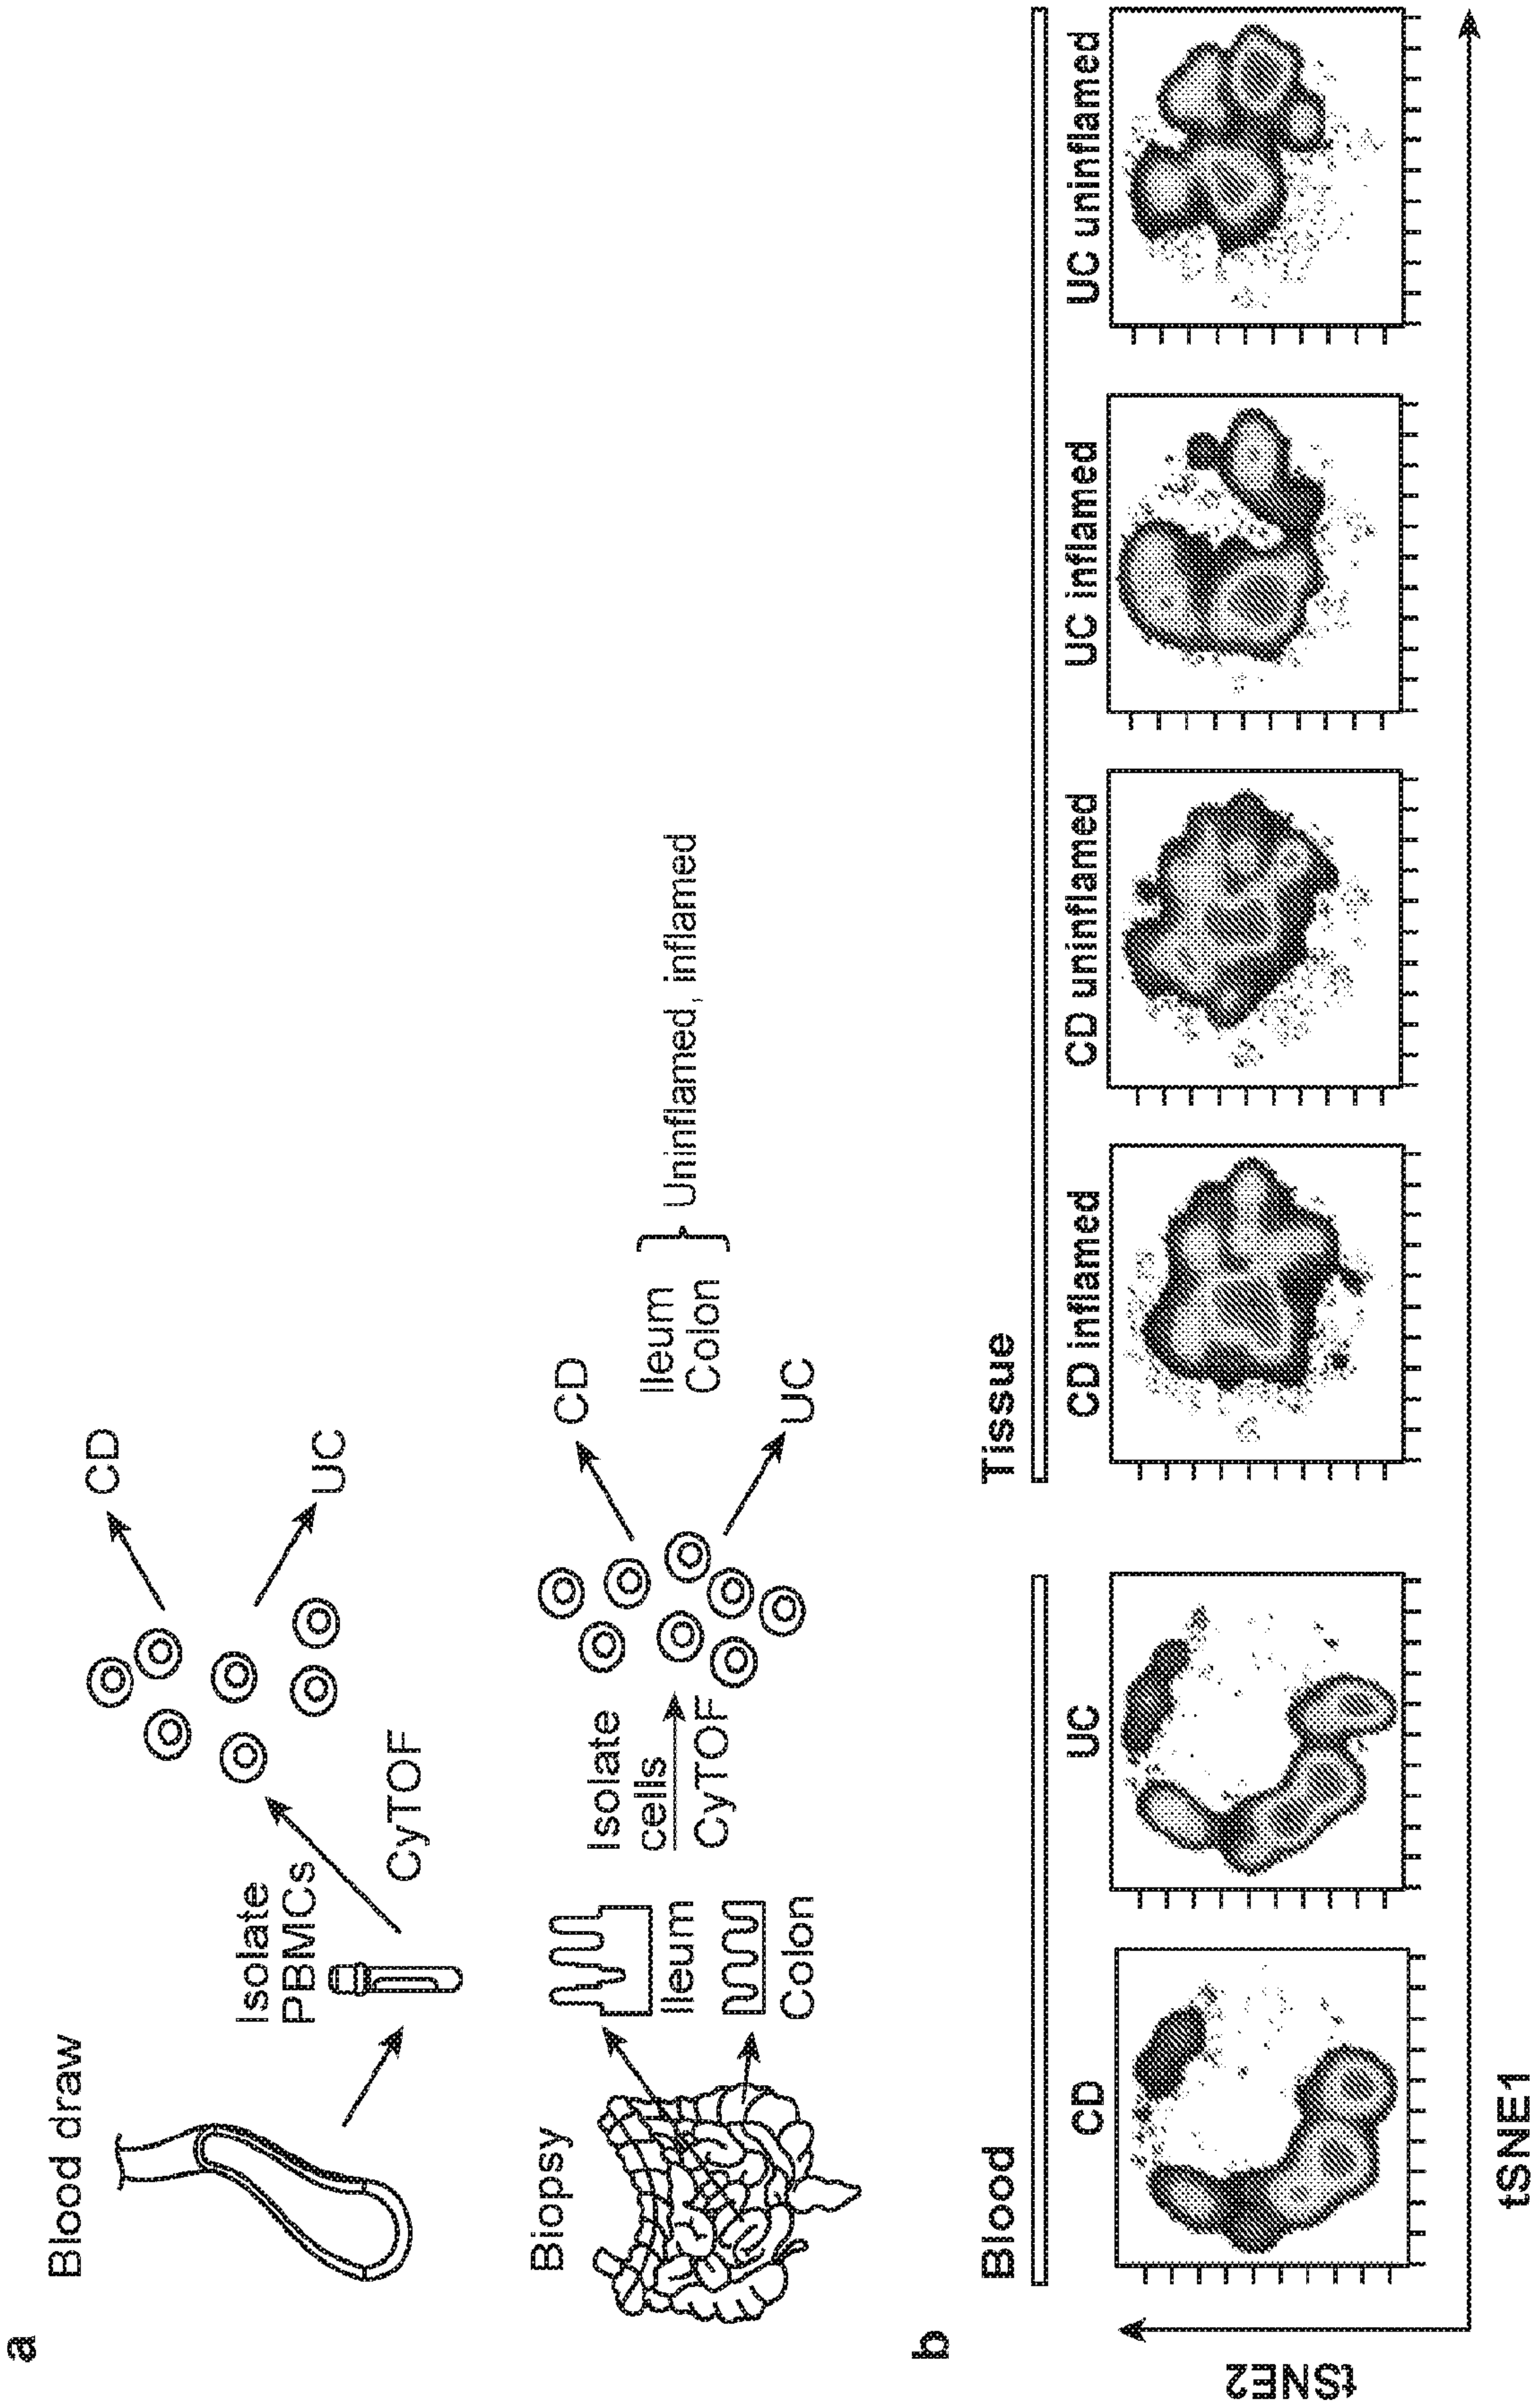 a
Blood draw
Isolate
PBMCs
CyTOF
CD
UC
Biopsy
Ileum
Colon
Isolate
cells
CyTOF
CD
UC
Ileum
Colon
Uninflamed, inflamed
b
Blood
Tissue
CD
UC
CD inflamed
CD uninflamed
UC inflamed
UC uninflamed
tSNE2
tSNE1